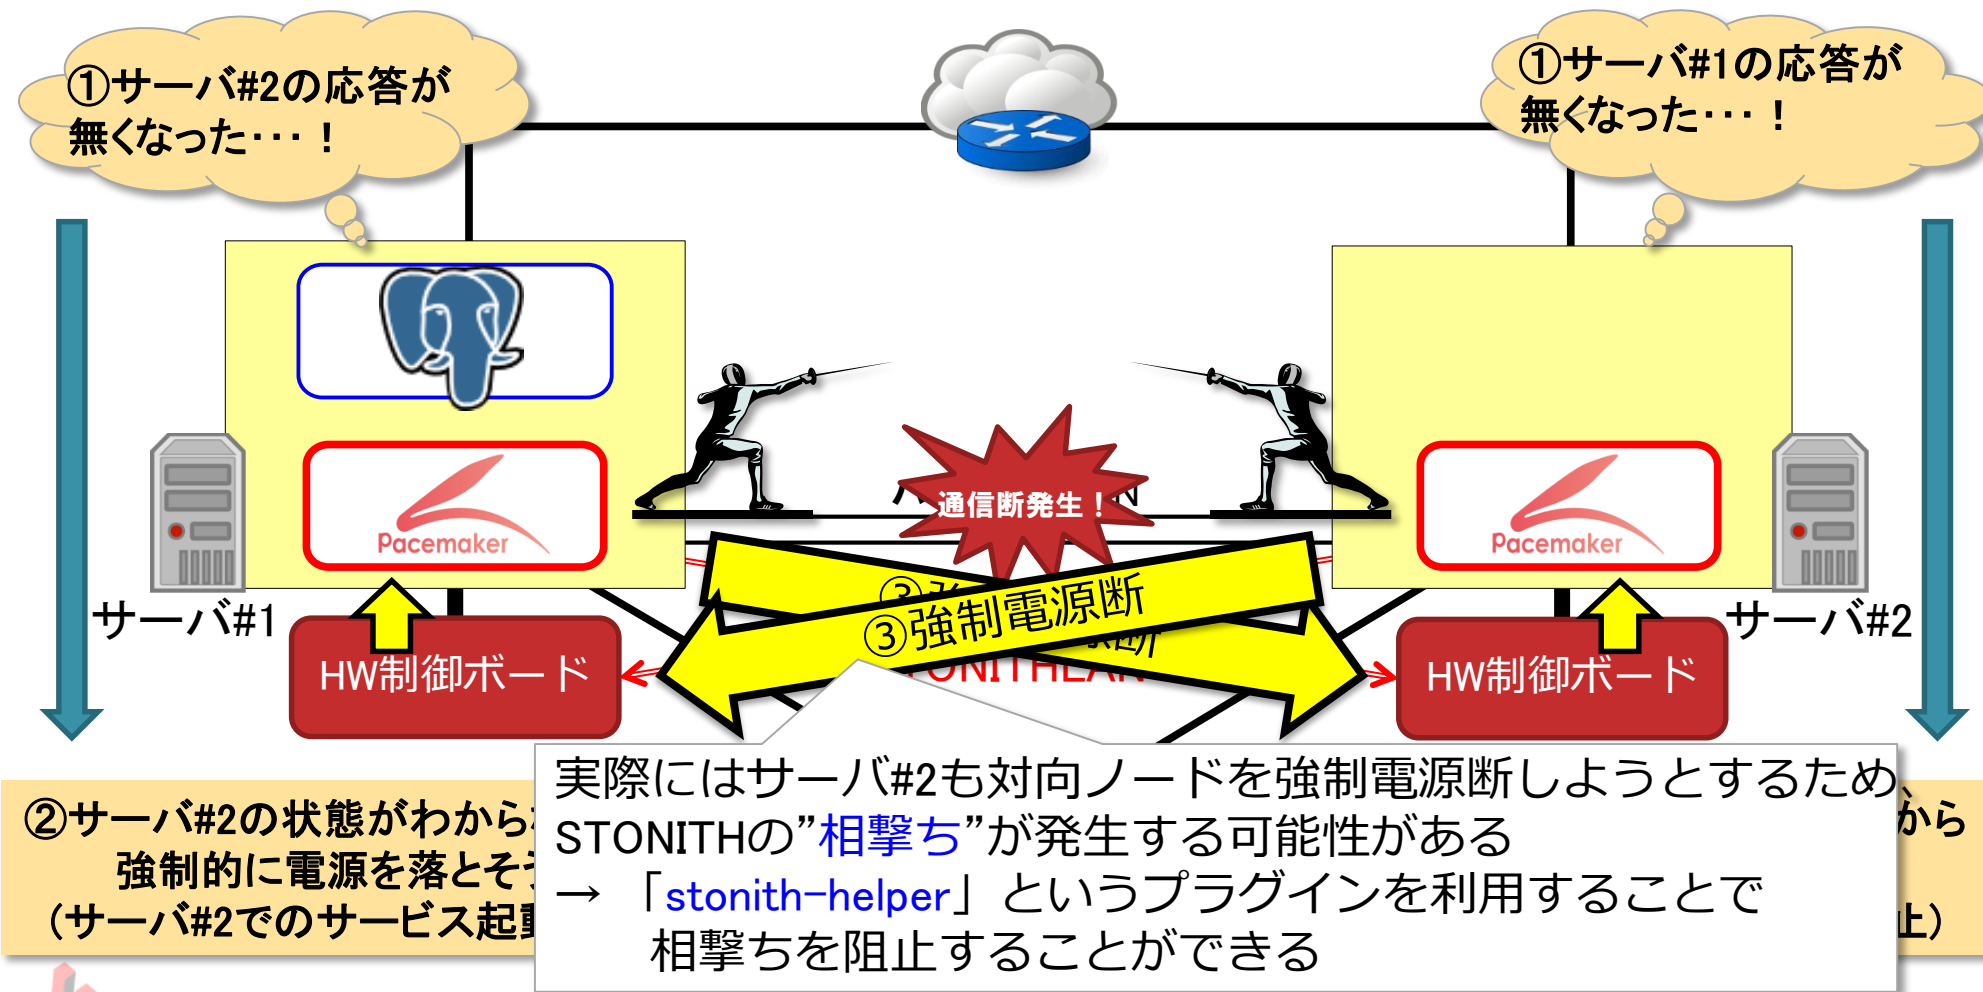 ①サーバ#2の応答が
無くなった･･･！
①サーバ#1の応答が
無くなった･･･！
通信断発生！
N
Pacemaker
Pacemaker
サーバ#1
サーバ#2
③強制電源断
③強
断
TONITHLAN
HW制御ボード
HW制御ボード
②サーバ#2の状態がわから
強制的に電源を落とそ
（サーバ#2でのサービス起
から
止）
実際にはサーバ#2も対向ノードを強制電源断しようとするため、
STONITHの”相撃ち”が発生する可能性がある
→ 「stonith-helper」というプラグインを利用することで
相撃ちを阻止することができる